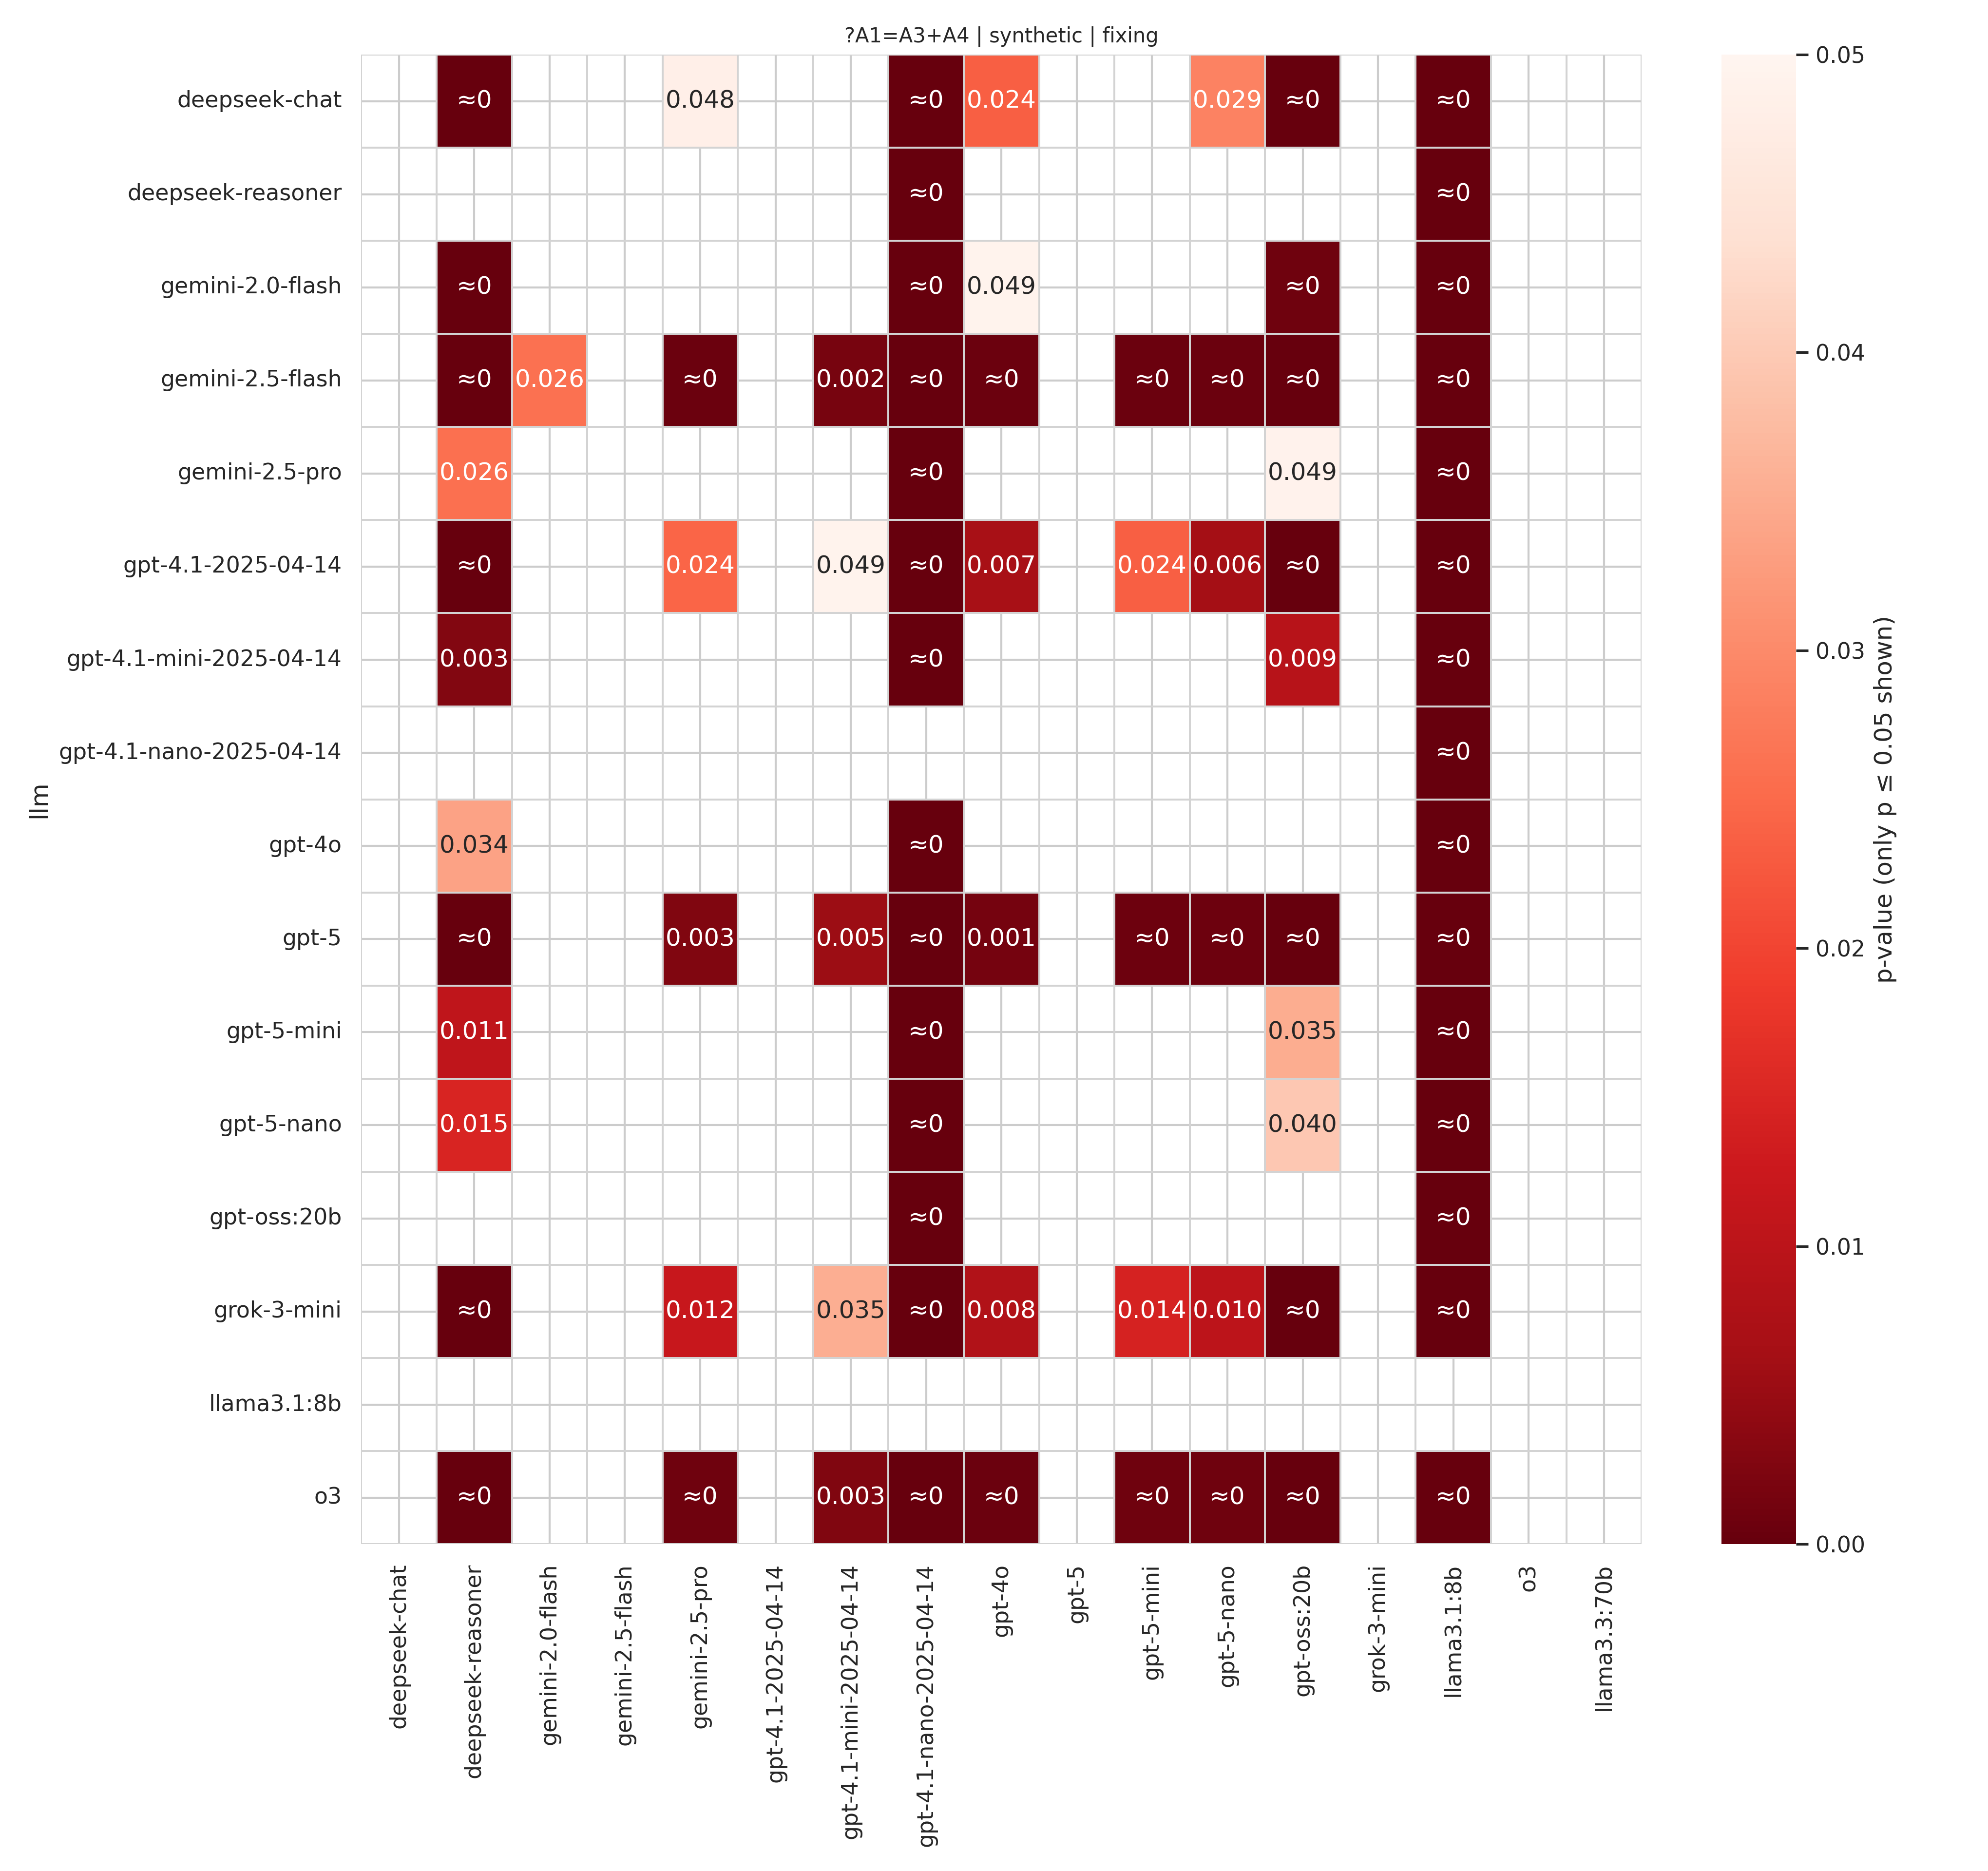 ?A1=A3+A4 | synthetic | fixing
llm
deepseek-chat ≈0 0.048 ≈0 0.024 0.029 ≈0 ≈0
deepseek-reasoner ≈0 ≈0
gemini-2.0-flash ≈0 ≈0 0.049 ≈0 ≈0
gemini-2.5-flash ≈0 0.026 ≈0 0.002 ≈0 ≈0 ≈0 ≈0 ≈0 ≈0
gemini-2.5-pro 0.026 ≈0 0.049 ≈0
gpt-4.1-2025-04-14 ≈0 0.024 0.049 ≈0 0.007 0.024 0.006 ≈0 ≈0
gpt-4.1-mini-2025-04-14 0.003 ≈0 0.009 ≈0
gpt-4.1-nano-2025-04-14 ≈0
gpt-4o 0.034 ≈0 ≈0
gpt-5 ≈0 0.003 0.005 ≈0 0.001 ≈0 ≈0 ≈0 ≈0
gpt-5-mini 0.011 ≈0 0.035 ≈0
gpt-5-nano 0.015 ≈0 0.040 ≈0
gpt-oss:20b ≈0 ≈0
grok-3-mini ≈0 0.012 0.035 ≈0 0.008 0.014 0.010 ≈0 ≈0
llama3.1:8b
o3 ≈0 ≈0 0.003 ≈0 ≈0 ≈0 ≈0 ≈0 ≈0
deepseek-chat
deepseek-reasoner
gemini-2.0-flash
gemini-2.5-flash
gemini-2.5-pro
gpt-4.1-2025-04-14
gpt-4.1-mini-2025-04-14
gpt-4.1-nano-2025-04-14
gpt-4o
gpt-5
gpt-5-mini
gpt-5-nano
gpt-oss:20b
grok-3-mini
llama3.1:8b
o3
llama3.3:70b
0.05
0.04
0.03
0.02
0.01
0.00
p-value (only p ≤ 0.05 shown)